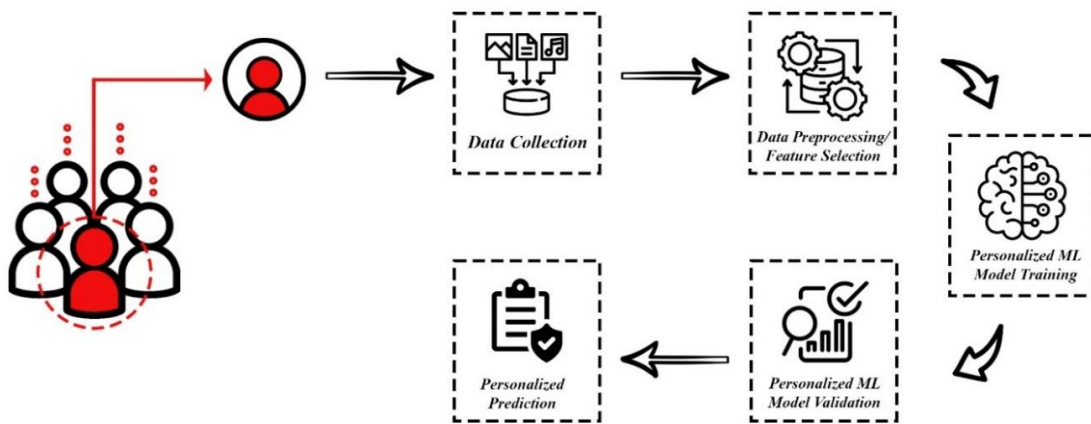 Data Collection
Data Preprocessing/
Feature Selection
Personalized ML
Model Training
Personalized ML
Model Validation
Personalized
Prediction